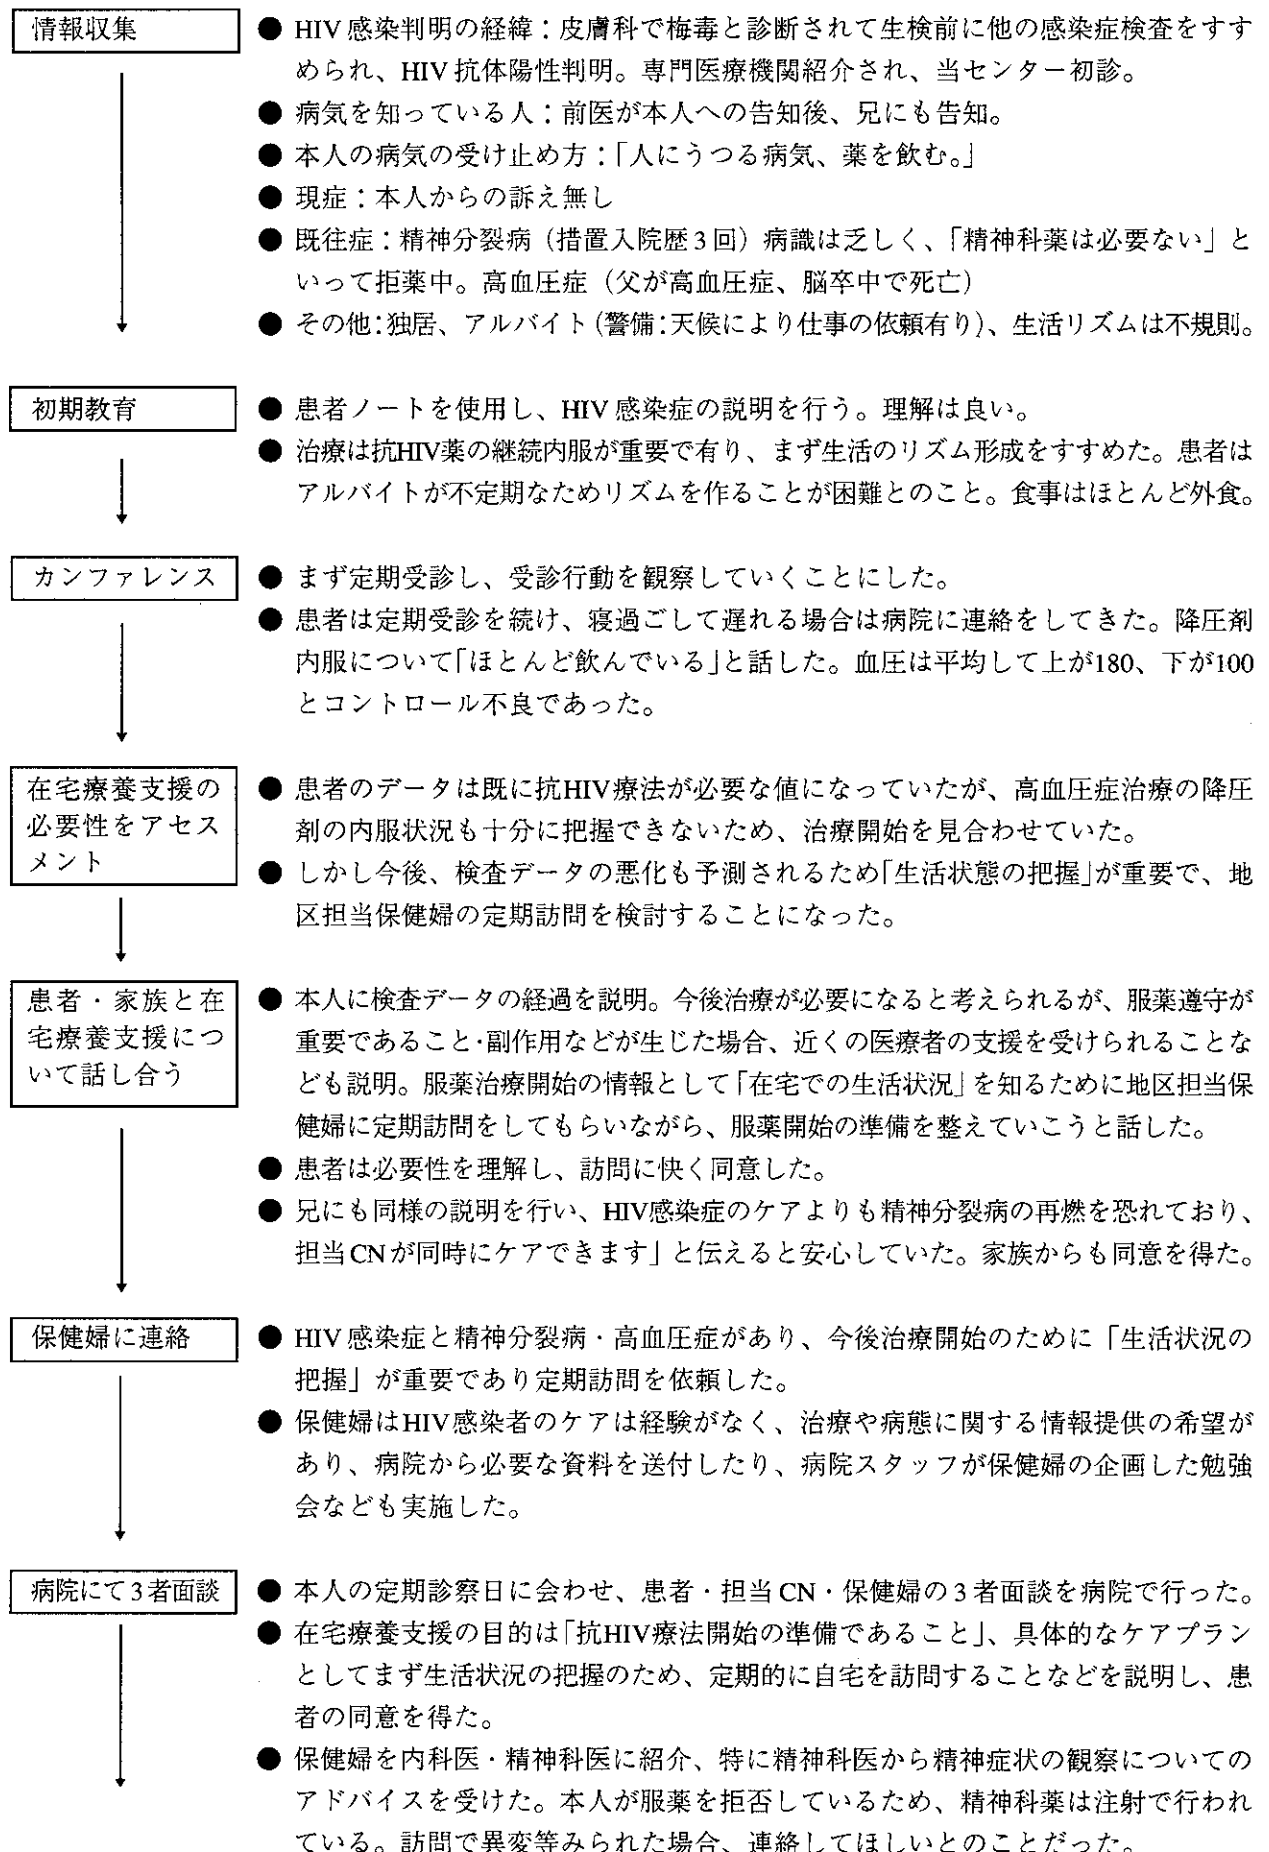 情報収集
● HIV 感染判明の経緯：皮膚科で梅毒と診断されて生検前に他の感染症検査をすす
められ、HIV 抗体陽性判明。専門医療機関紹介され、当センター初診。
● 病気を知っている人：前医が本人への告知後、兄にも告知。
● 本人の病気の受け止め方：「人にうつる病気、薬を飲む。」
● 現症：本人からの訴え無し
● 既往症：精神分裂病（措置入院歴3回）病識は乏しく、「精神科薬は必要ない」と
いって拒薬中。高血圧症（父が高血圧症、脳卒中で死亡）
● その他：独居、アルバイト（警備：天候により仕事の依頼有り）、生活リズムは不規則。
初期教育
● 患者ノートを使用し、HIV 感染症の説明を行う。理解は良い。
● 治療は抗HIV薬の継続内服が重要で有り、まず生活のリズム形成をすすめた。患者は
アルバイトが不定期なためリズムを作ることが困難とのこと。食事はほとんど外食。
カンファレンス
● まず定期受診し、受診行動を観察していくことにした。
● 患者は定期受診を続け、寝過ごして遅れる場合は病院に連絡をしてきた。降圧剤
内服について「ほとんど飲んでいる」と話した。血圧は平均して上が180、下が100
とコントロール不良であった。
在宅療養支援の
必要性をアセス
メント
● 患者のデータは既に抗HIV療法が必要な値になっていたが、高血圧症治療の降圧
剤の内服状況も十分に把握できないため、治療開始を見合わせていた。
● しかし今後、検査データの悪化も予測されるため「生活状態の把握」が重要で、地
区担当保健婦の定期訪問を検討することになった。
患者・家族と在
宅療養支援につ
いて話し合う
● 本人に検査データの経過を説明。今後治療が必要になると考えられるが、服薬遵守が
重要であること・副作用などが生じた場合、近くの医療者の支援を受けられることな
ども説明。服薬治療開始の情報として「在宅での生活状況」を知るために地区担当保
健婦に定期訪問をしてもらいながら、服薬開始の準備を整えていこうと話した。
● 患者は必要性を理解し、訪問に快く同意した。
● 兄にも同様の説明を行い、HIV感染症のケアよりも精神分裂病の再燃を恐れており、
担当CNが同時にケアできます」と伝えると安心していた。家族からも同意を得た。
保健婦に連絡
● HIV 感染症と精神分裂病・高血圧症があり、今後治療開始のために「生活状況の
把握」が重要であり定期訪問を依頼した。
● 保健婦はHIV感染者のケアは経験がなく、治療や病態に関する情報提供の希望が
あり、病院から必要な資料を送付したり、病院スタッフが保健婦の企画した勉強
会なども実施した。
病院にて3者面談
● 本人の定期診察日に会わせ、患者・担当CN・保健婦の3者面談を病院で行った。
● 在宅療養支援の目的は「抗HIV療法開始の準備であること」、具体的なケアプラン
としてまず生活状況の把握のため、定期的に自宅を訪問することなどを説明し、患
者の同意を得た。
● 保健婦を内科医・精神科医に紹介、特に精神科医から精神症状の観察についての
アドバイスを受けた。本人が服薬を拒否しているため、精神科薬は注射で行われ
ている。訪問で異変等みられた場合、連絡してほしいとのことだった。